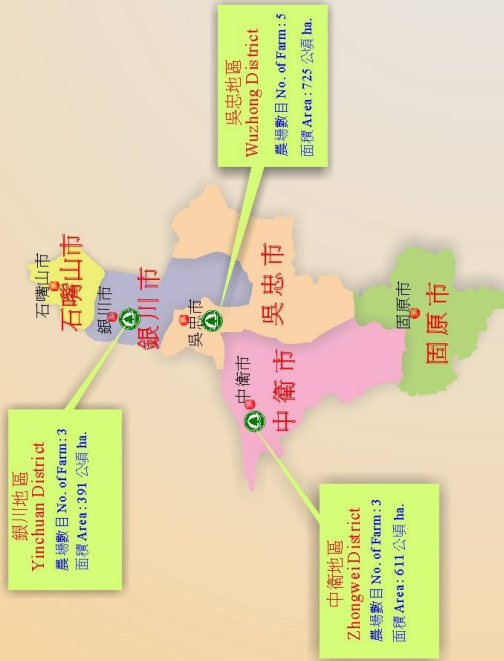 銀川地區
Yinchuan District
農場數目 No. of Farm : 3
面積 Area : 391 公頃 ha.
吳忠地區
Wuzhong District
農場數目 No. of Farm : 5
面積 Area : 725 公頃 ha.
中衛地區
Zhongwei District
農場數目 No. of Farm : 3
面積 Area : 611 公頃 ha.
石嘴山市
石嘴山市
銀川市
銀川市
吳忠市
吳忠市
中衛市
中衛市
固原市
固原市